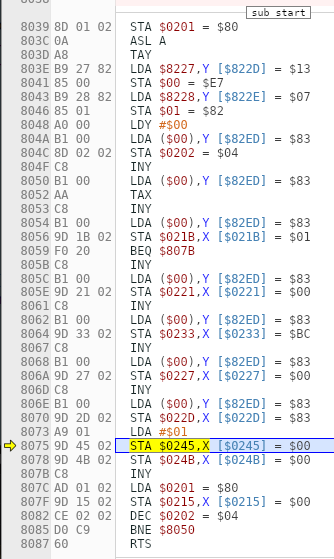 sub start
8039 8D 01 02 STA $0201 = $80
803C 0A ASL A
803D A8 TAY
803E B9 27 82 LDA $8227,Y [$822D] = $13
8041 85 00 STA $00 = $E7
8043 B9 28 82 LDA $8228,Y [$822E] = $07
8046 85 01 STA $01 = $82
8048 A0 00 LDY #$00
804A B1 00 LDA ($00),Y [$82ED] = $83
804C 8D 02 02 STA $0202 = $04
804F C8 INY
8050 B1 00 LDA ($00),Y [$82ED] = $83
8052 AA TAX
8053 C8 INY
8054 B1 00 LDA ($00),Y [$82ED] = $83
8056 9D 1B 02 STA $021B,X [$021B] = $01
8059 F0 20 BEQ $807B
805B C8 INY
805C B1 00 LDA ($00),Y [$82ED] = $83
805E 9D 21 02 STA $0221,X [$0221] = $00
8061 C8 INY
8062 B1 00 LDA ($00),Y [$82ED] = $83
8064 9D 33 02 STA $0233,X [$0233] = $BC
8067 C8 INY
8068 B1 00 LDA ($00),Y [$82ED] = $83
806A 9D 27 02 STA $0227,X [$0227] = $00
806D C8 INY
806E B1 00 LDA ($00),Y [$82ED] = $83
8070 9D 2D 02 STA $022D,X [$022D] = $83
8073 A9 01 LDA #$01
8075 9D 45 02 STA $0245,X [$0245] = $00
8078 9D 4B 02 STA $024B,X [$024B] = $00
807B C8 INY
807C AD 01 02 LDA $0201 = $80
807F 9D 15 02 STA $0215,X [$0215] = $00
8082 CE 02 02 DEC $0202 = $04
8085 D0 C9 BNE $8050
8087 60 RTS